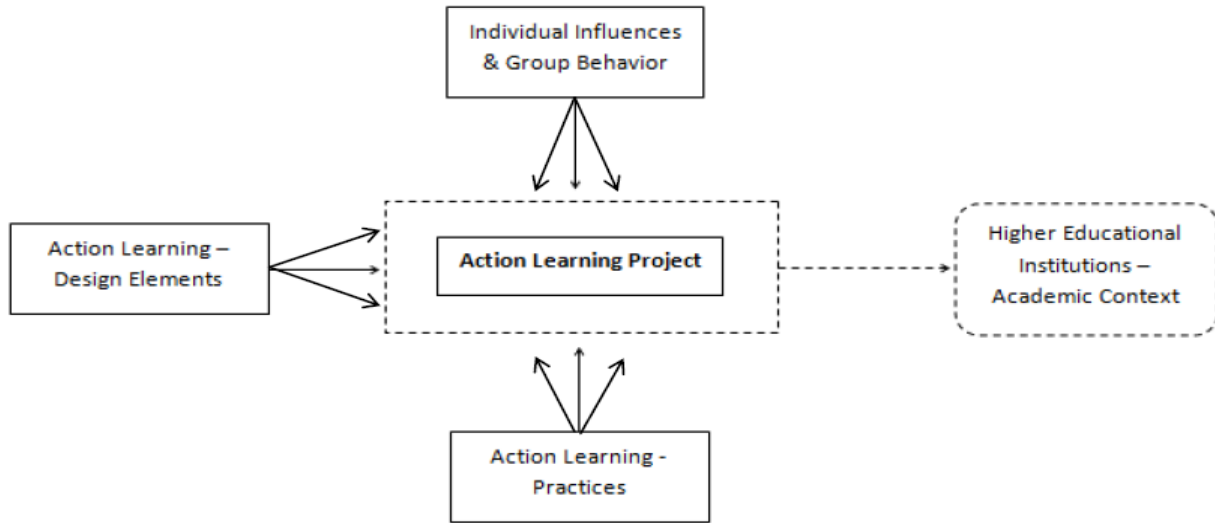 Individual Influences
& Group Behavior
Action Learning –
Design Elements
Action Learning Project
Higher Educational
Institutions –
Academic Context
Action Learning -
Practices